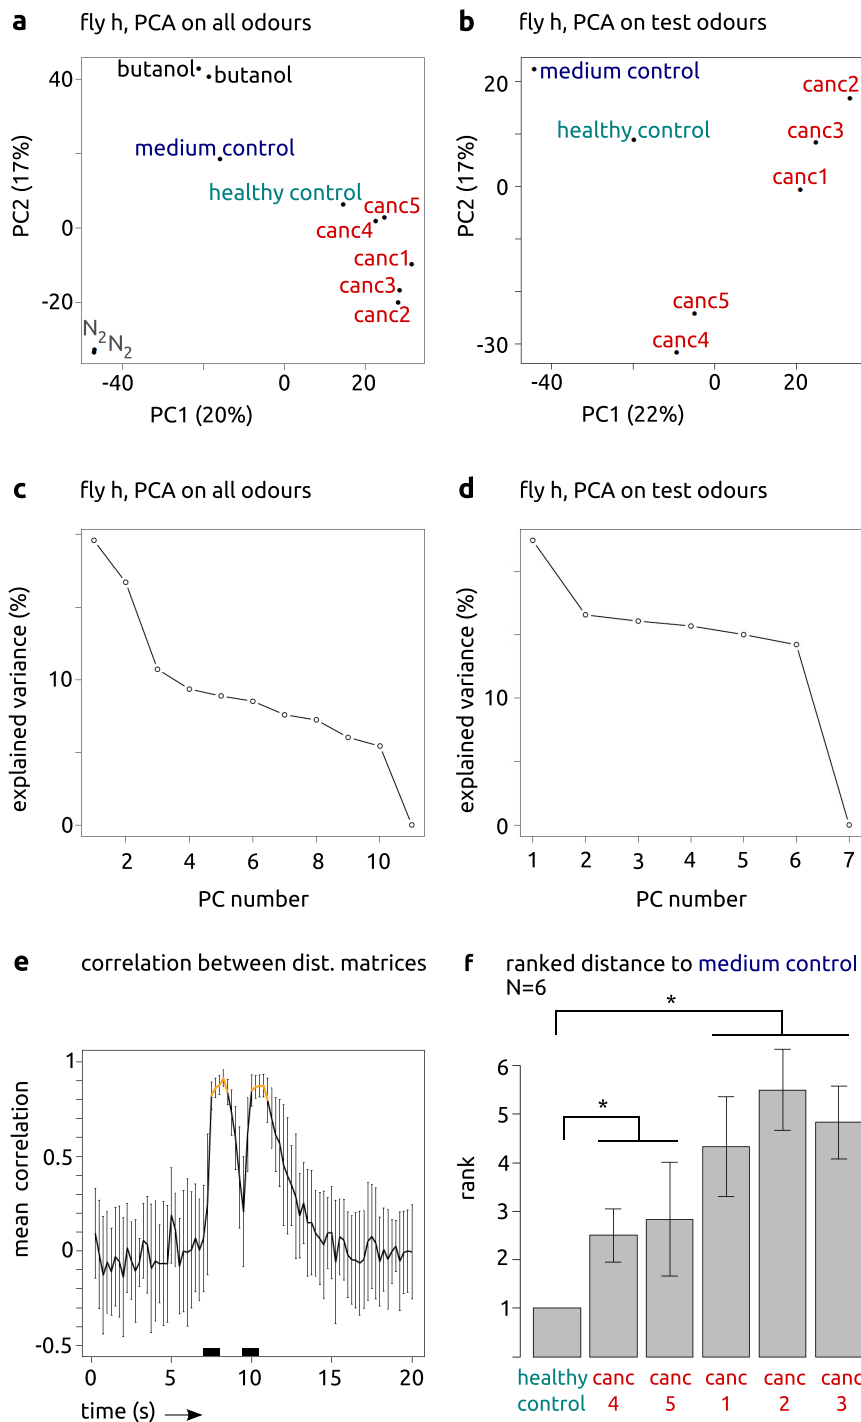 a fly h, PCA on all odours
butanol butanol
medium control
healthy control
canc5
canc4
canc1
canc3
canc2
N2 N2
40
0
-20
PC2 (17%)
-40 0 20
PC1 (20%)
b fly h, PCA on test odours
medium control
canc2
healthy control
canc3
canc1
canc5
canc4
20
0
-30
PC2 (17%)
-40 0 20
PC1 (22%)
c fly h, PCA on all odours
explained variance (%)
10
0
2 4 6 8 10
PC number
d fly h, PCA on test odours
explained variance (%)
10
0
1 2 3 4 5 6 7
PC number
e correlation between dist. matrices
mean correlation
1
0.5
0
-0.5
0 5 10 15 20
time (s)
f ranked distance to medium control
N=6
*
*
rank
6
5
4
3
2
1
healthy canc canc canc canc canc
control 4 5 1 2 3